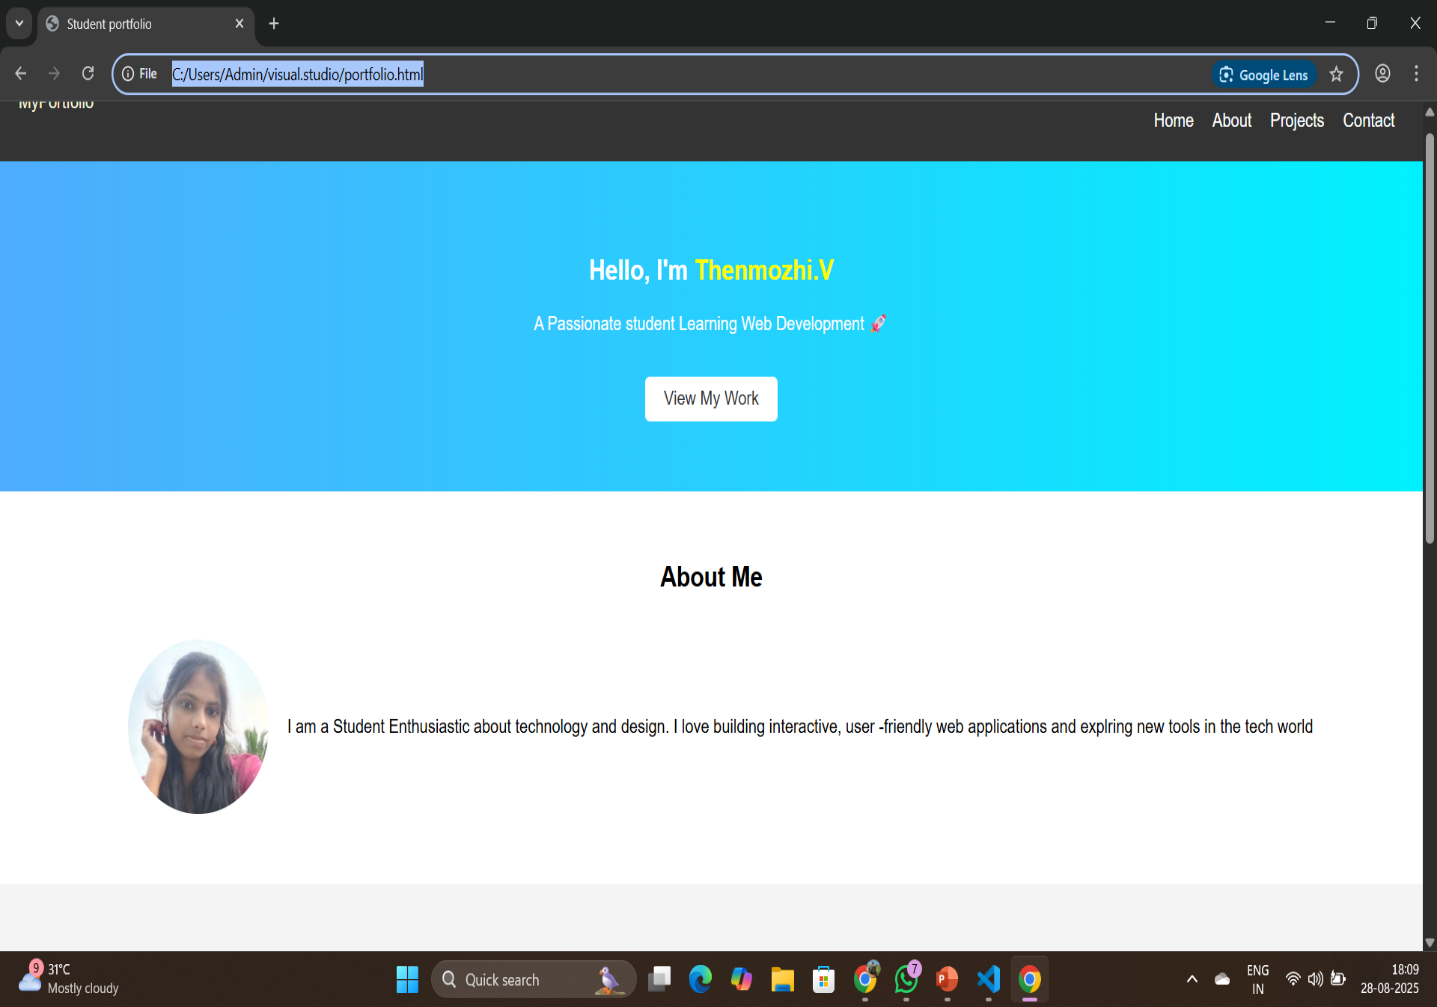 Student portfolio
File
C:/Users/Admin/visual.studio/portfolio.html
Google Lens
MyPortfolio
Home About Projects Contact
Hello, I'm Thenmozhi.V
A Passionate student Learning Web Development 🚀
View My Work
About Me
I am a Student Enthusiastic about technology and design. I love building interactive, user -friendly web applications and explring new tools in the tech world
9
31°C
Mostly cloudy
Quick search
7
P
ENG
IN
18:09
28-08-2025